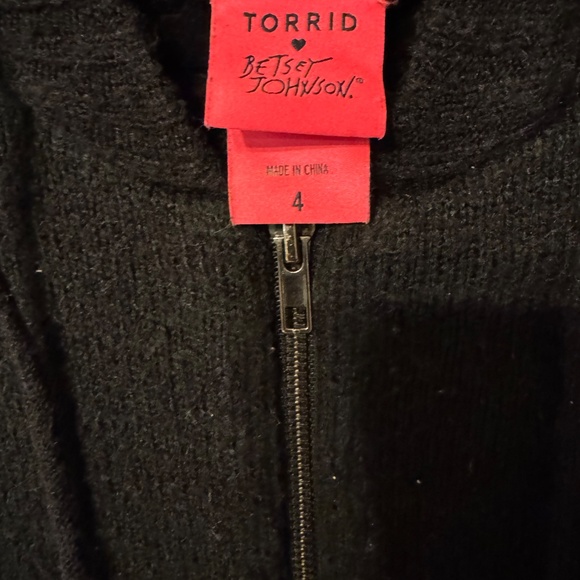 TORRID
BETSEY
JOHNSON.
MADE IN CHINA
4